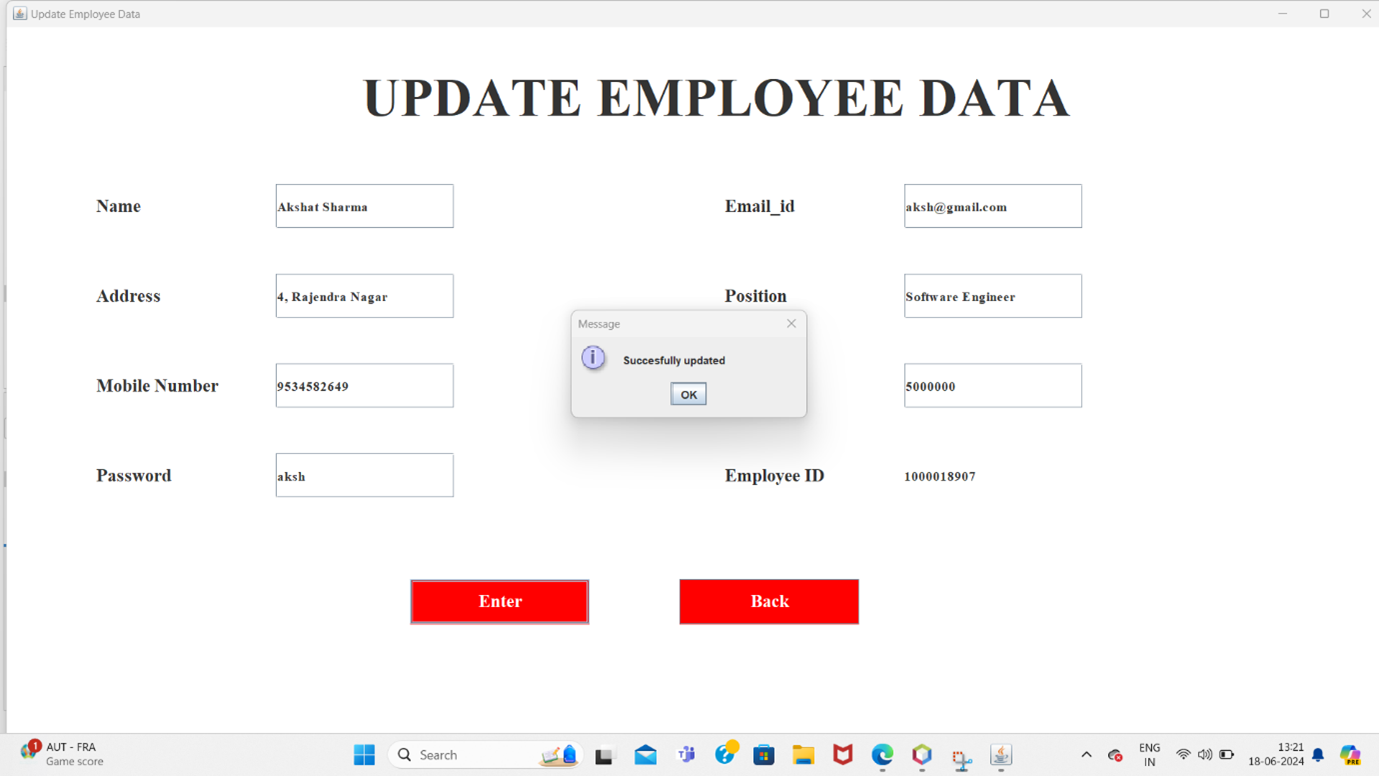 Update Employee Data
UPDATE EMPLOYEE DATA
Name
Akshat Sharma
Email_id
aksh@gmail.com
Address
4, Rajendra Nagar
Position
Software Engineer
Message
i
Succesfully updated
OK
Mobile Number
9534582649
5000000
Password
aksh
Employee ID
1000018907
Enter
Back
1
AUT - FRA
Game score
Search
ENG
IN
13:21
18-06-2024
PRE